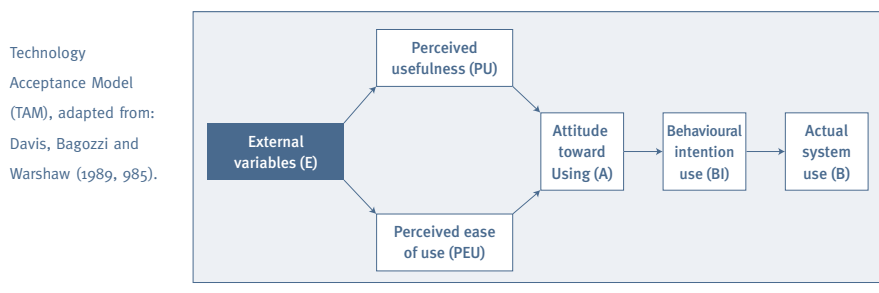 Technology
Acceptance Model
(TAM), adapted from:
Davis, Bagozzi and
Warshaw (1989, 985).
Perceived
usefulness (PU)
External
variables (E)
Perceived ease
of use (PEU)
Attitude
toward
Using (A)
Behavioural
intention
use (BI)
Actual
system
use (B)